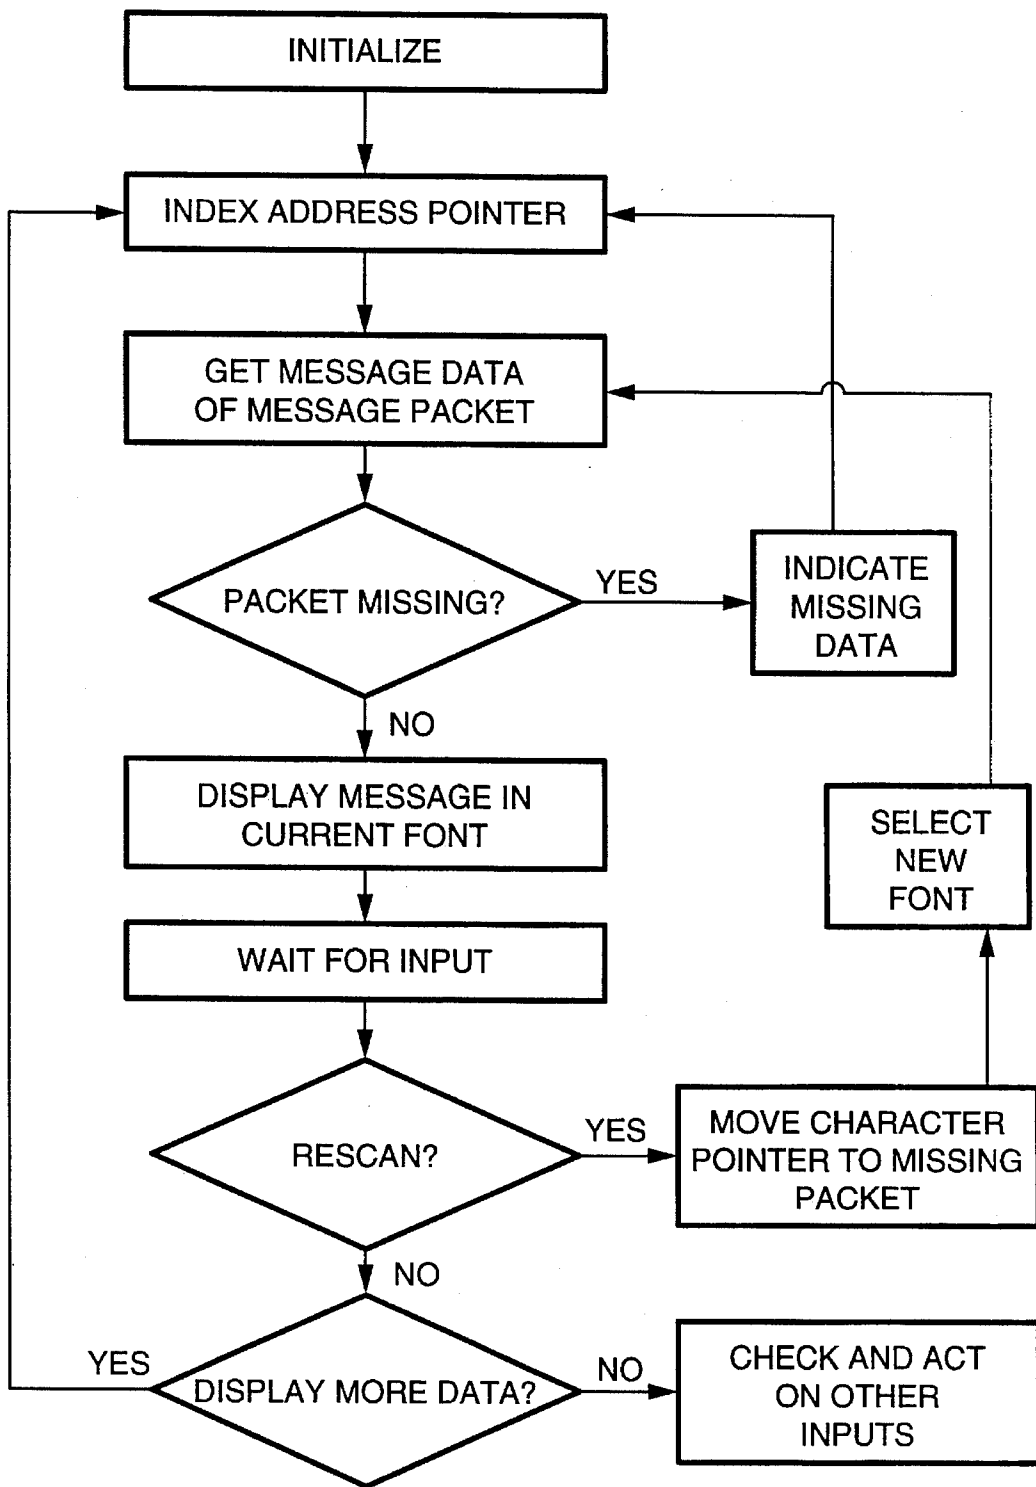 INITIALIZE
INDEX ADDRESS POINTER
GET MESSAGE DATA
OF MESSAGE PACKET
PACKET MISSING?
YES
INDICATE
MISSING
DATA
NO
DISPLAY MESSAGE IN
CURRENT FONT
SELECT
NEW
FONT
WAIT FOR INPUT
RESCAN?
YES
MOVE CHARACTER
POINTER TO MISSING
PACKET
NO
YES
DISPLAY MORE DATA?
NO
CHECK AND ACT
ON OTHER
INPUTS